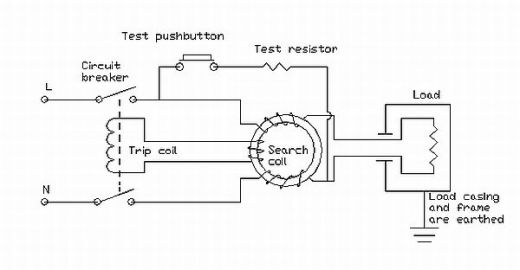 Test pushbutton
Test resistor
Circuit
breaker
L
Load
Trip coil
Search
coil
N
Load casing
and frame
are earthed